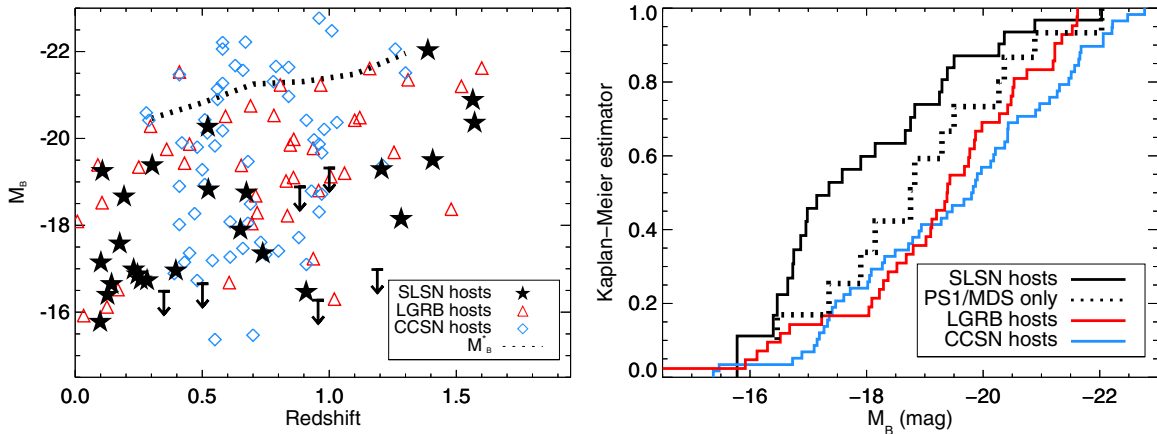 -22
-20
-18
-16
M_B
0.0 0.5 1.0 1.5
Redshift
SLSN hosts
LGRB hosts
CCSN hosts
M*_B
1.0
0.8
0.6
0.4
0.2
0.0
Kaplan−Meier estimator
−16 −18 −20 −22
M_B (mag)
SLSN hosts
PS1/MDS only
LGRB hosts
CCSN hosts